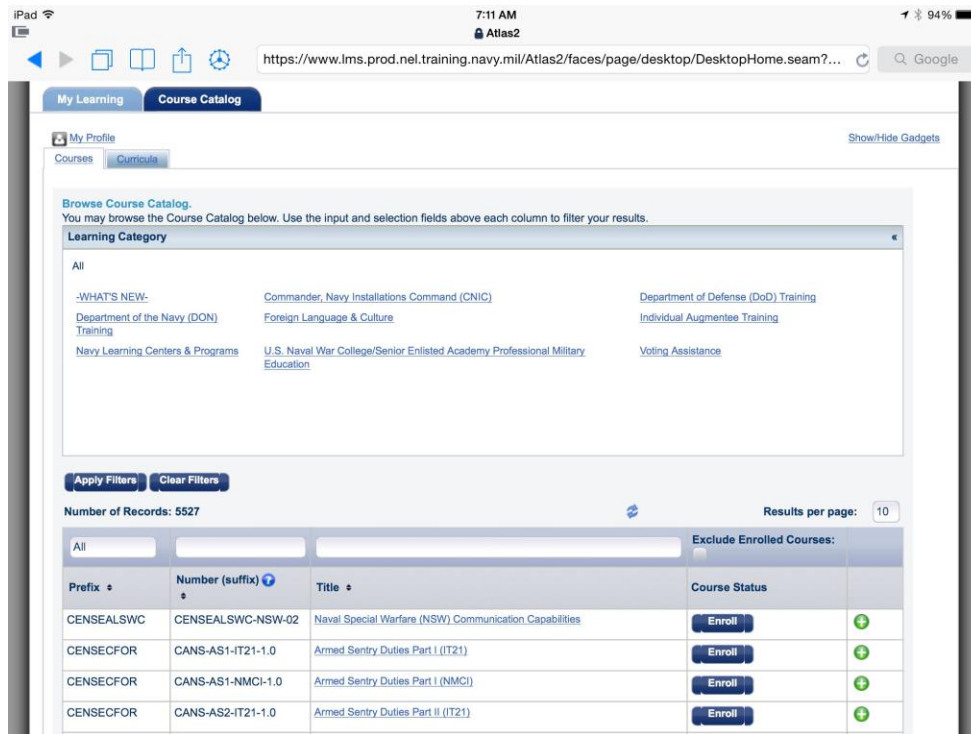 iPad 7:11 AM 94%
Atlas2
https://www.lms.prod.nel.training.navy.mil/Atlas2/faces/page/desktop/DesktopHome.seam?... Google
My Learning Course Catalog
My Profile Show/Hide Gadgets
Courses Curricula
Browse Course Catalog.
You may browse the Course Catalog below. Use the input and selection fields above each column to filter your results.
Learning Category «
All
-WHAT'S NEW- Commander, Navy Installations Command (CNIC) Department of Defense (DoD) Training
Department of the Navy (DON) Foreign Language & Culture Individual Augmentee Training
Training
Navy Learning Centers & Programs U.S. Naval War College/Senior Enlisted Academy Professional Military Voting Assistance
Education
Apply Filters Clear Filters
Number of Records: 5527 Results per page: 10
All Exclude Enrolled Courses:
Prefix Number (suffix) Title Course Status
CENSEALSWC CENSEALSWC-NSW-02 Naval Special Warfare (NSW) Communication Capabilities Enroll
CENSECFOR CANS-AS1-IT21-1.0 Armed Sentry Duties Part I (IT21) Enroll
CENSECFOR CANS-AS1-NMCI-1.0 Armed Sentry Duties Part I (NMCI) Enroll
CENSECFOR CANS-AS2-IT21-1.0 Armed Sentry Duties Part II (IT21) Enroll